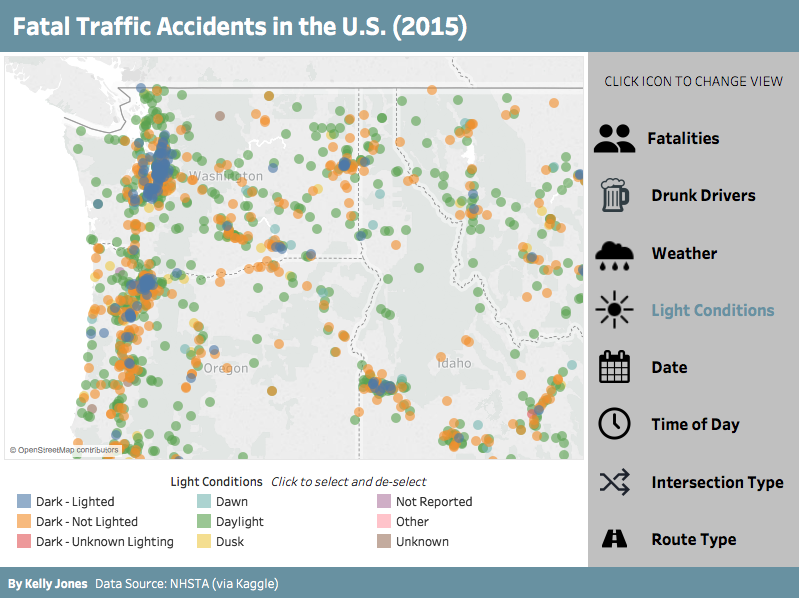 Fatal Traffic Accidents in the U.S. (2015)
CLICK ICON TO CHANGE VIEW
Fatalities
Drunk Drivers
Weather
Light Conditions
Date
Time of Day
Intersection Type
Route Type
Washington
Oregon
Idaho
© OpenStreetMap contributors
Light Conditions Click to select and de-select
Dark - Lighted
Dark - Not Lighted
Dark - Unknown Lighting
Dawn
Daylight
Dusk
Not Reported
Other
Unknown
By Kelly Jones Data Source: NHSTA (via Kaggle)